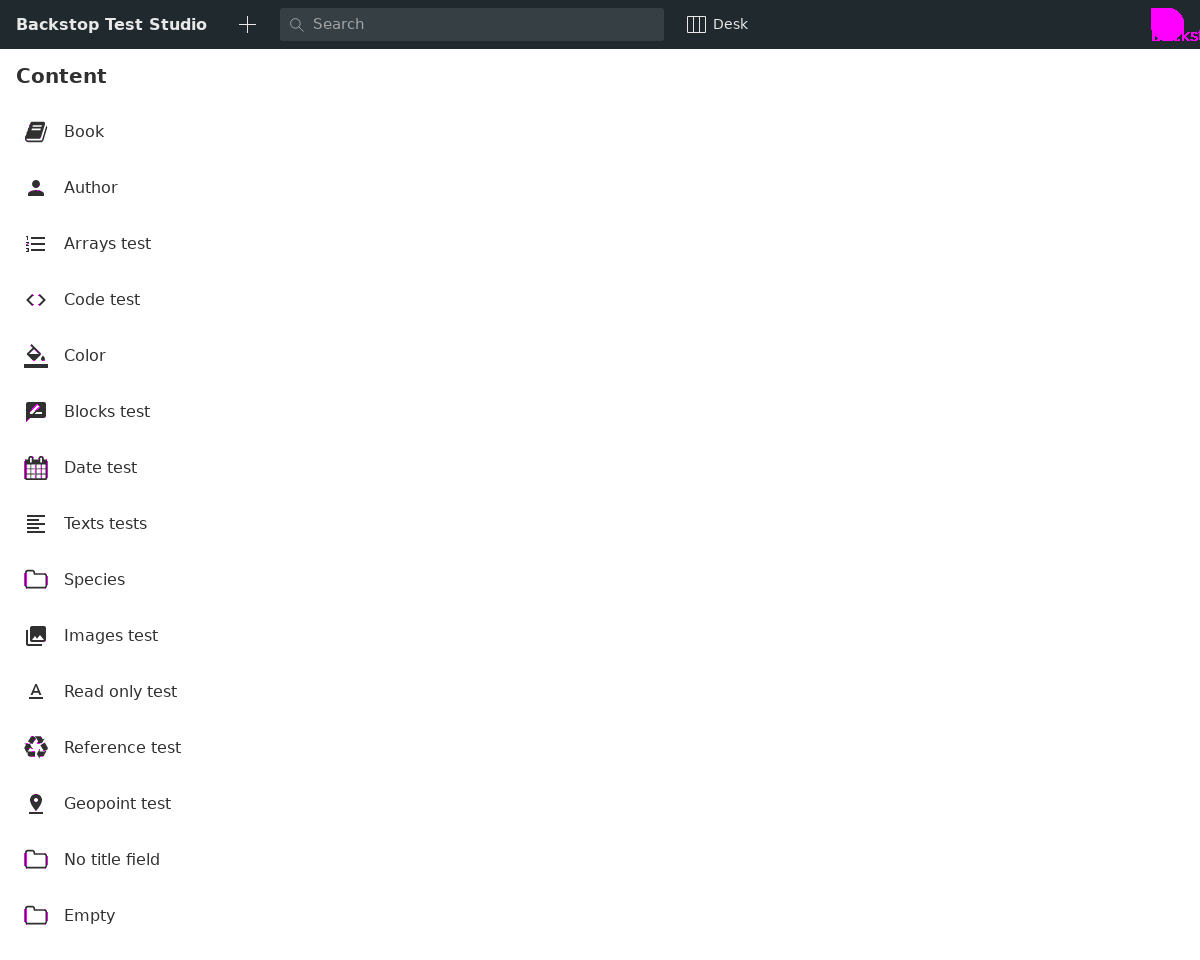 Backstop Test Studio
Search
Desk
Content
Book
Author
Arrays test
Code test
Color
Blocks test
Date test
Texts tests
Species
Images test
Read only test
Reference test
Geopoint test
No title field
Empty